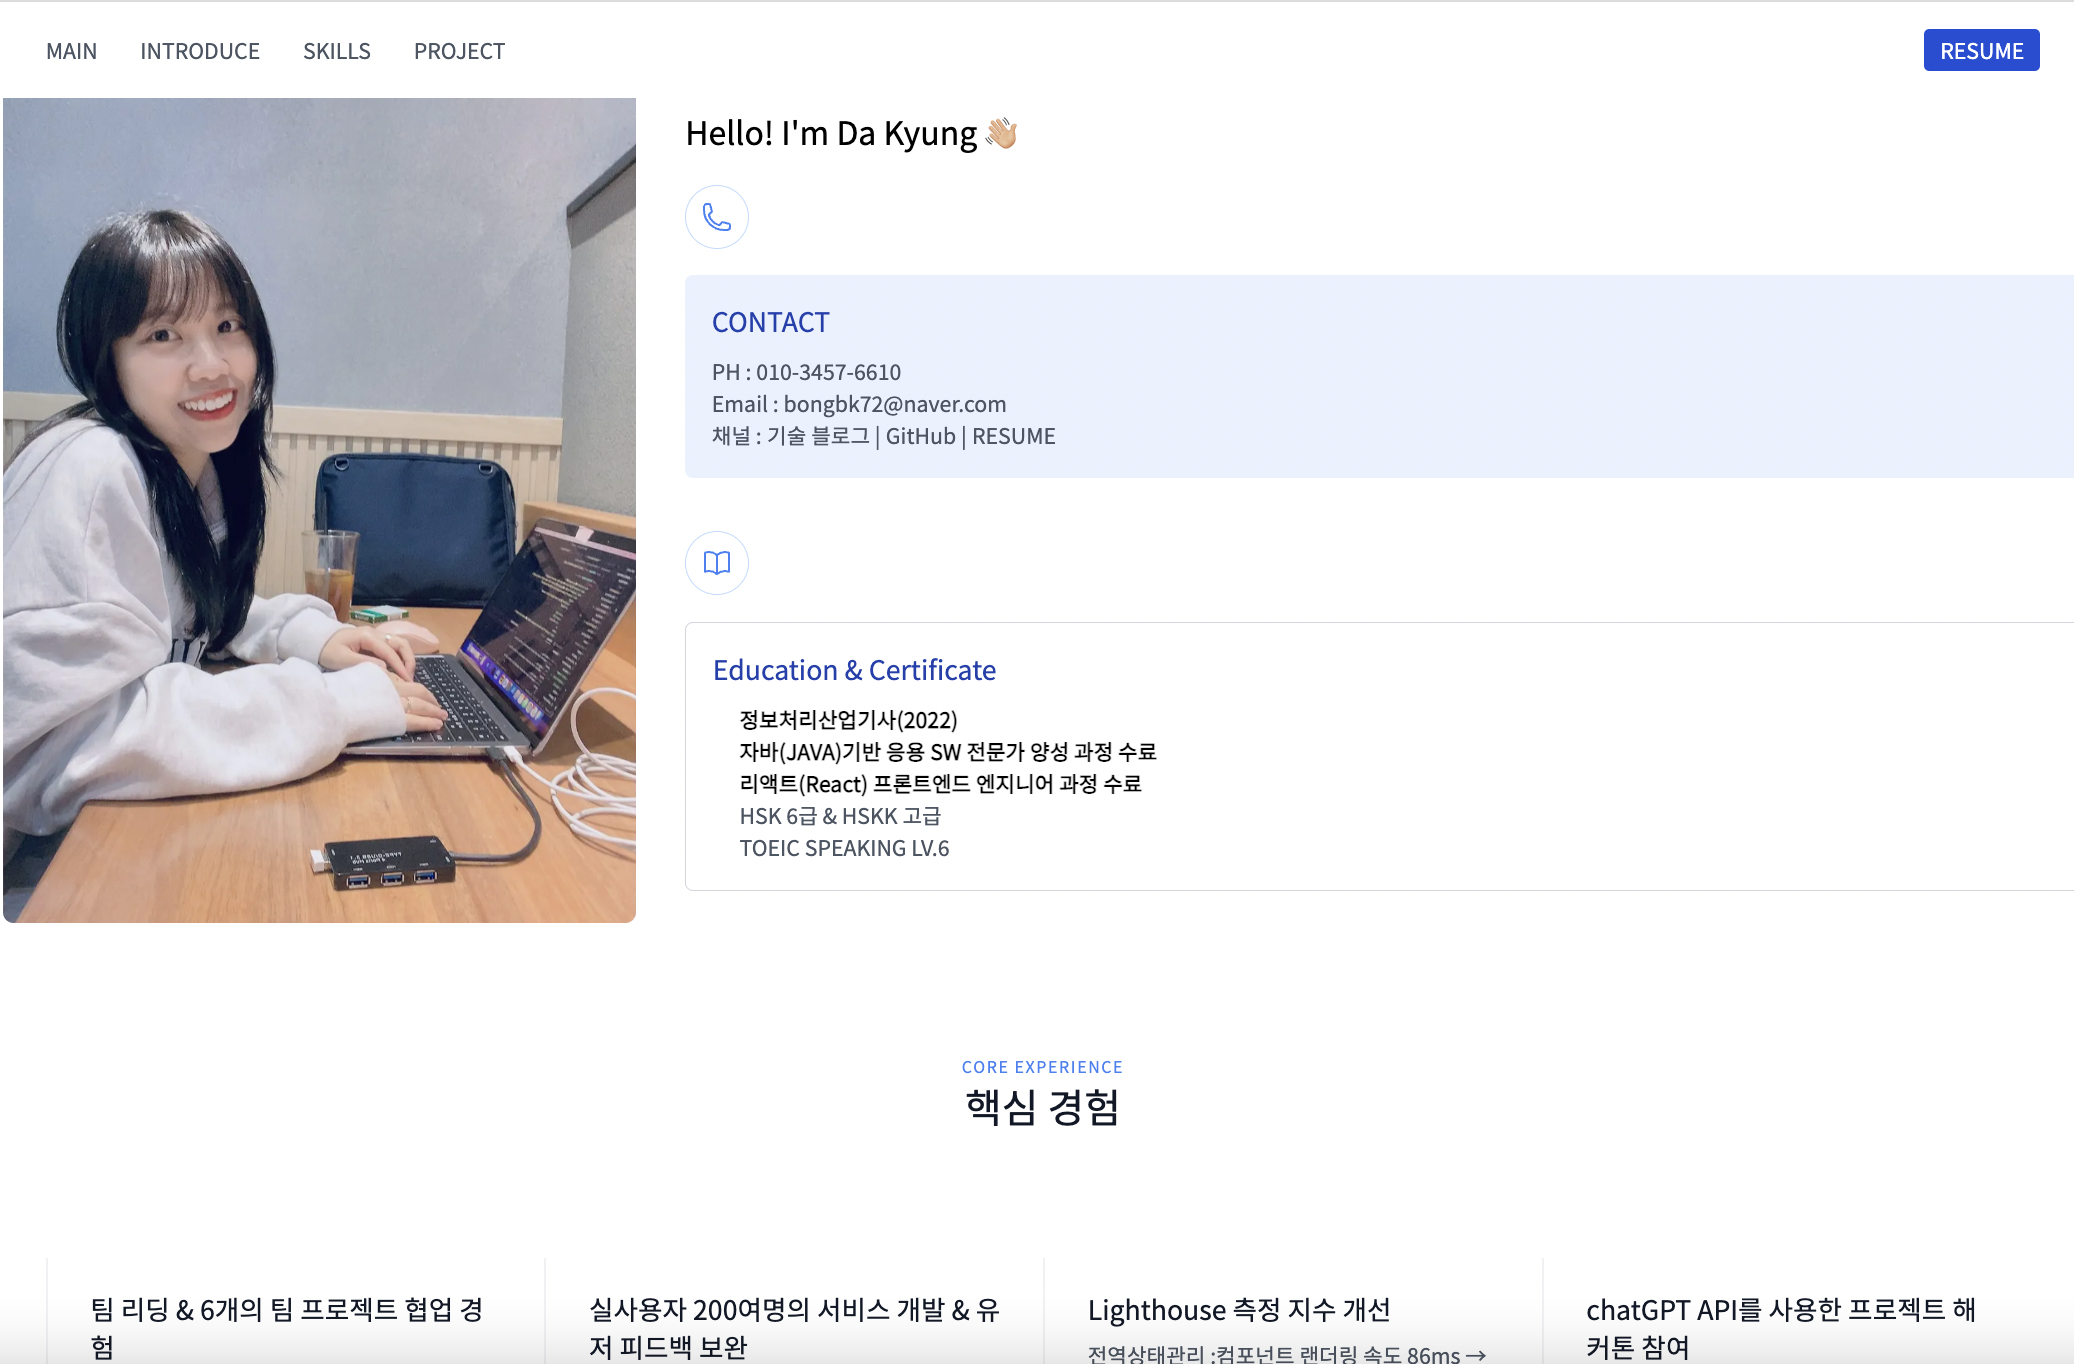 MAIN INTRODUCE SKILLS PROJECT RESUME
Hello! I'm Da Kyung 👋🏼
CONTACT
PH : 010-3457-6610
Email : bongbk72@naver.com
채널 : 기술 블로그 | GitHub | RESUME
Education & Certificate
정보처리산업기사(2022)
자바(JAVA)기반 응용 SW 전문가 양성 과정 수료
리액트(React) 프론트엔드 엔지니어 과정 수료
HSK 6급 & HSKK 고급
TOEIC SPEAKING LV.6
CORE EXPERIENCE
핵심 경험
팀 리딩 & 6개의 팀 프로젝트 협업 경
험
실사용자 200여명의 서비스 개발 & 유
저 피드백 보완
Lighthouse 측정 지수 개선
전역상태관리 :컴포넌트 랜더링 속도 86ms →
chatGPT API를 사용한 프로젝트 해
커톤 참여